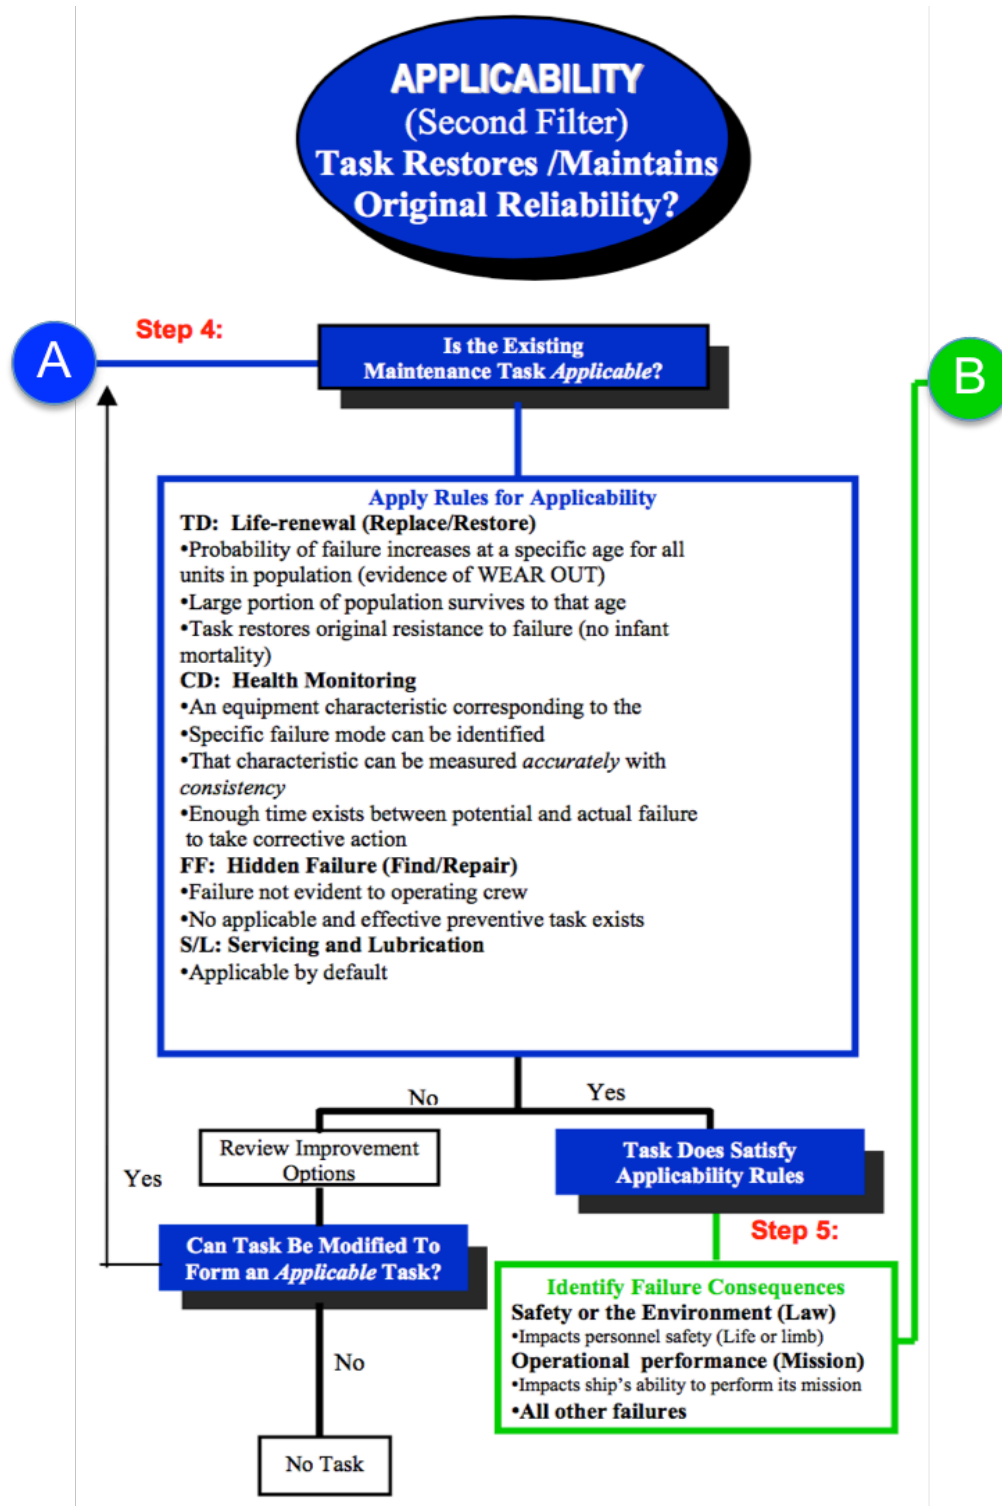 APPLICABILITY
(Second Filter)
Task Restores /Maintains
Original Reliability?
Step 4:
A
Is the Existing
Maintenance Task Applicable?
B
Apply Rules for Applicability
TD: Life-renewal (Replace/Restore)
•Probability of failure increases at a specific age for all
units in population (evidence of WEAR OUT)
•Large portion of population survives to that age
•Task restores original resistance to failure (no infant
mortality)
CD: Health Monitoring
•An equipment characteristic corresponding to the
•Specific failure mode can be identified
•That characteristic can be measured accurately with
consistency
•Enough time exists between potential and actual failure
to take corrective action
FF: Hidden Failure (Find/Repair)
•Failure not evident to operating crew
•No applicable and effective preventive task exists
S/L: Servicing and Lubrication
•Applicable by default
No
Yes
Review Improvement
Options
Task Does Satisfy
Applicability Rules
Yes
Step 5:
Can Task Be Modified To
Form an Applicable Task?
Identify Failure Consequences
Safety or the Environment (Law)
•Impacts personnel safety (Life or limb)
Operational performance (Mission)
•Impacts ship's ability to perform its mission
•All other failures
No
No Task